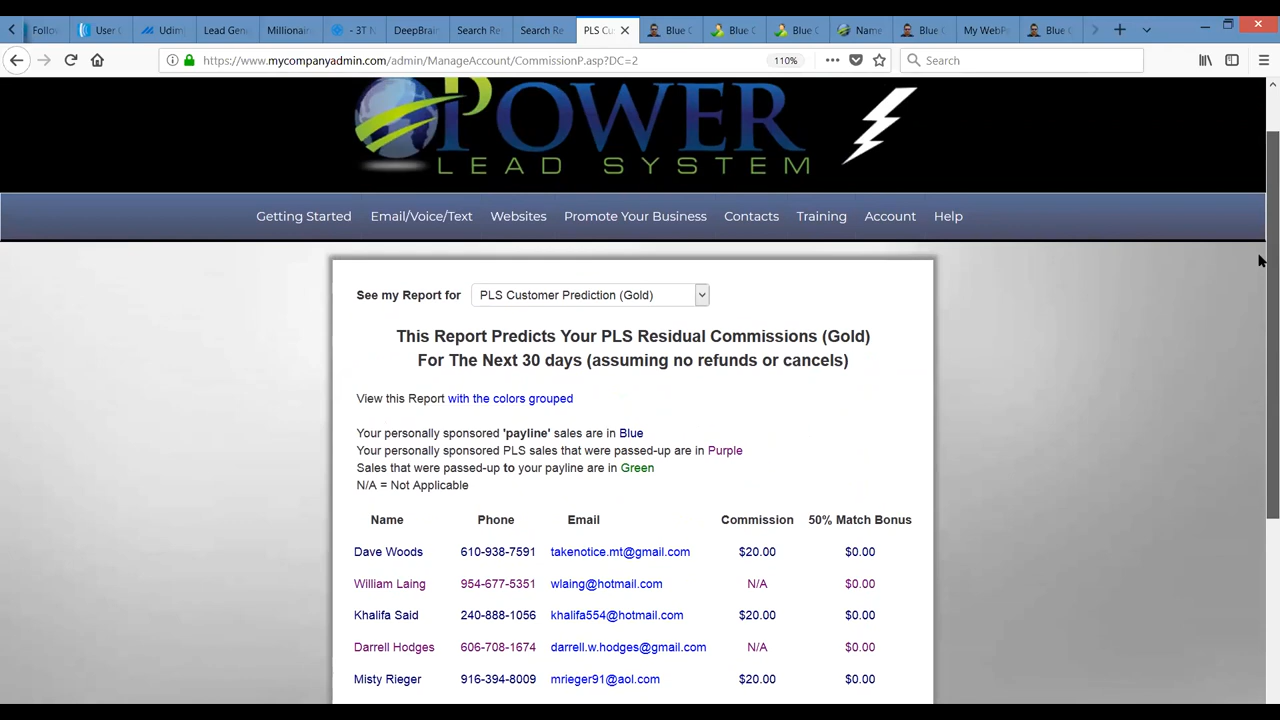 Follow
User
Udim
Lead Gene
Millionair
- 3T N
DeepBrain
Search Re
Search Re
PLS Cu
Blue C
Blue C
Blue C
Name
Blue C
My WebP
Blue C
https://www.mycompanyadmin.com/admin/ManageAccount/CommissionP.asp?DC=2
110%
Search
POWER
LEAD SYSTEM
Getting Started Email/Voice/Text Websites Promote Your Business Contacts Training Account Help
See my Report for PLS Customer Prediction (Gold)
This Report Predicts Your PLS Residual Commissions (Gold)
For The Next 30 days (assuming no refunds or cancels)
View this Report with the colors grouped
Your personally sponsored 'payline' sales are in Blue
Your personally sponsored PLS sales that were passed-up are in Purple
Sales that were passed-up to your payline are in Green
N/A = Not Applicable
Name Phone Email Commission 50% Match Bonus
Dave Woods 610-938-7591 takenotice.mt@gmail.com $20.00 $0.00
William Laing 954-677-5351 wlaing@hotmail.com N/A $0.00
Khalifa Said 240-888-1056 khalifa554@hotmail.com $20.00 $0.00
Darrell Hodges 606-708-1674 darrell.w.hodges@gmail.com N/A $0.00
Misty Rieger 916-394-8009 mrieger91@aol.com $20.00 $0.00